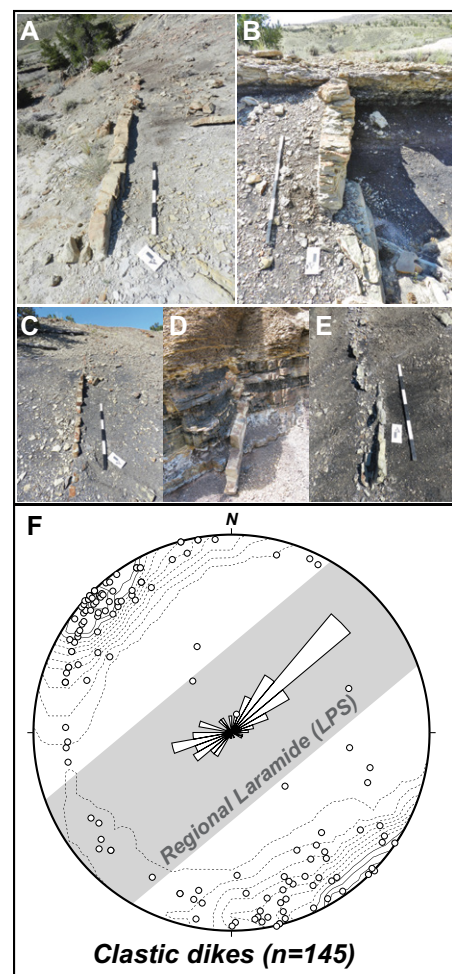 A
B
C
D
E
F
N
Regional Laramide (LPS)
Clastic dikes (n=145)